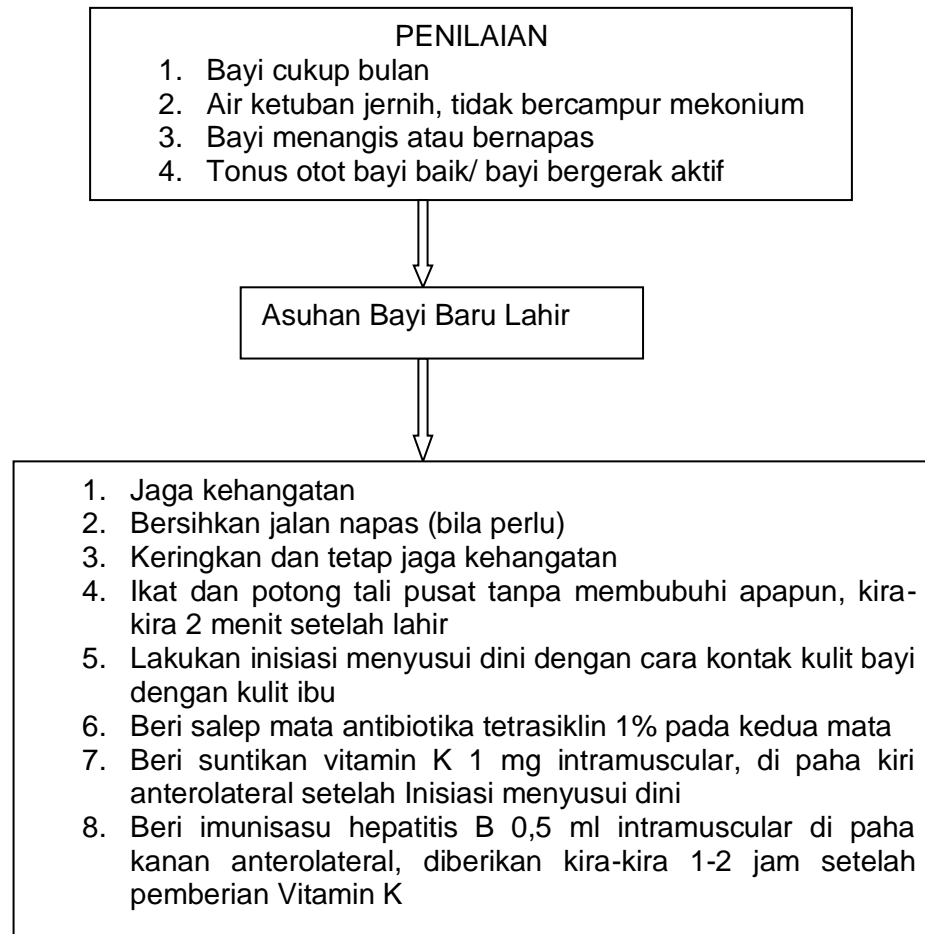 PENILAIAN
1. Bayi cukup bulan
2. Air ketuban jernih, tidak bercampur mekonium
3. Bayi menangis atau bernapas
4. Tonus otot bayi baik/ bayi bergerak aktif
Asuhan Bayi Baru Lahir
1. Jaga kehangatan
2. Bersihkan jalan napas (bila perlu)
3. Keringkan dan tetap jaga kehangatan
4. Ikat dan potong tali pusat tanpa membubuhi apapun, kira-
kira 2 menit setelah lahir
5. Lakukan inisiasi menyusui dini dengan cara kontak kulit bayi
dengan kulit ibu
6. Beri salep mata antibiotika tetrasiklin 1% pada kedua mata
7. Beri suntikan vitamin K 1 mg intramuscular, di paha kiri
anterolateral setelah Inisiasi menyusui dini
8. Beri imunisasu hepatitis B 0,5 ml intramuscular di paha
kanan anterolateral, diberikan kira-kira 1-2 jam setelah
pemberian Vitamin K